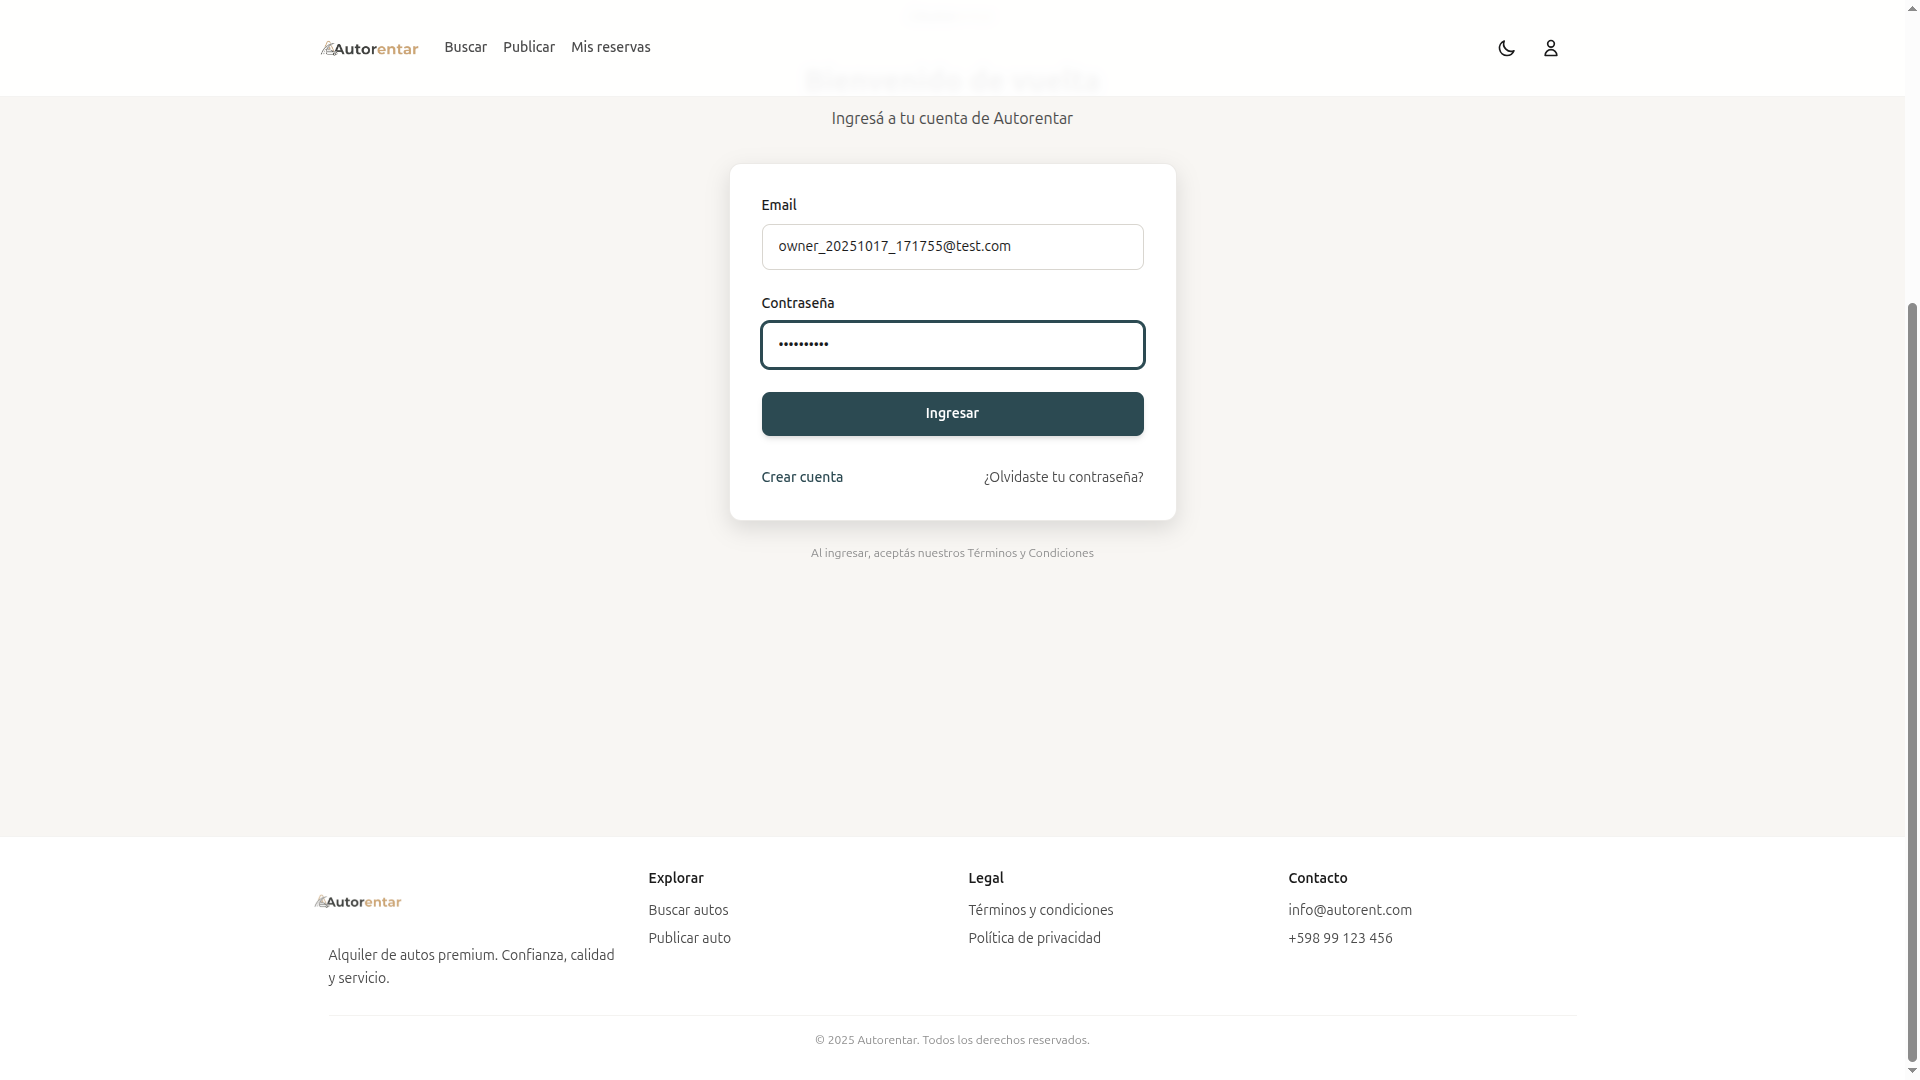 Autorentar
Buscar
Publicar
Mis reservas
Bienvenido de vuelta
Ingresá a tu cuenta de Autorentar
Email
owner_20251017_171755@test.com
Contraseña
••••••••••
Ingresar
Crear cuenta
¿Olvidaste tu contraseña?
Al ingresar, aceptás nuestros Términos y Condiciones
Autorentar
Alquiler de autos premium. Confianza, calidad
y servicio.
Explorar
Buscar autos
Publicar auto
Legal
Términos y condiciones
Política de privacidad
Contacto
info@autorent.com
+598 99 123 456
© 2025 Autorentar. Todos los derechos reservados.